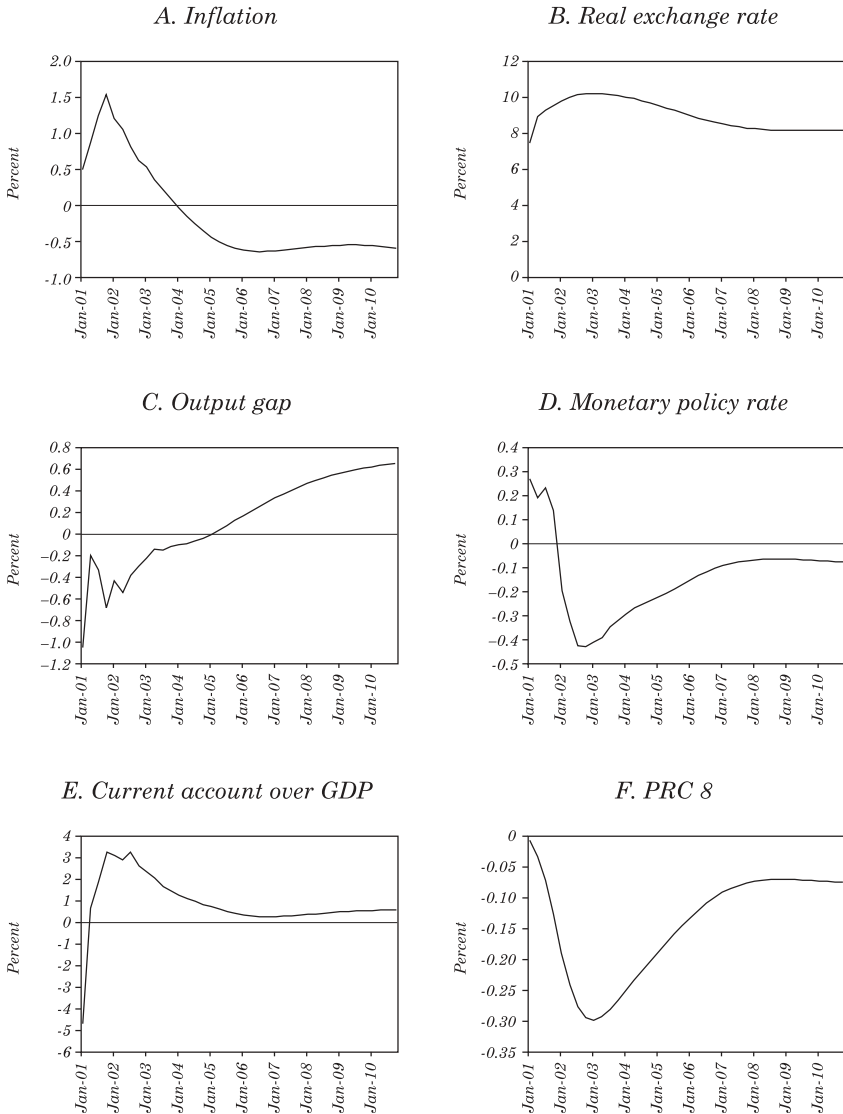 A. Inflation
Percent
2.0
1.5
1.0
0.5
0
-0.5
-1.0
Jan-01
Jan-02
Jan-03
Jan-04
Jan-05
Jan-06
Jan-07
Jan-08
Jan-09
Jan-10
B. Real exchange rate
Percent
12
10
8
6
4
2
0
Jan-01
Jan-02
Jan-03
Jan-04
Jan-05
Jan-06
Jan-07
Jan-08
Jan-09
Jan-10
C. Output gap
Percent
0.8
0.6
0.4
0.2
0
−0.2
−0.4
−0.6
−0.8
−1.0
−1.2
Jan-01
Jan-02
Jan-03
Jan-04
Jan-05
Jan-06
Jan-07
Jan-08
Jan-09
Jan-10
D. Monetary policy rate
Percent
0.4
0.3
0.2
0.1
0
-0.1
-0.2
-0.3
-0.4
-0.5
Jan-01
Jan-02
Jan-03
Jan-04
Jan-05
Jan-06
Jan-07
Jan-08
Jan-09
Jan-10
E. Current account over GDP
Percent
4
3
2
1
0
-1
-2
-3
-4
-5
-6
Jan-01
Jan-02
Jan-03
Jan-04
Jan-05
Jan-06
Jan-07
Jan-08
Jan-09
Jan-10
F. PRC 8
Percent
0
-0.05
-0.10
-0.15
-0.20
-0.25
-0.30
-0.35
Jan-01
Jan-02
Jan-03
Jan-04
Jan-05
Jan-06
Jan-07
Jan-08
Jan-09
Jan-10